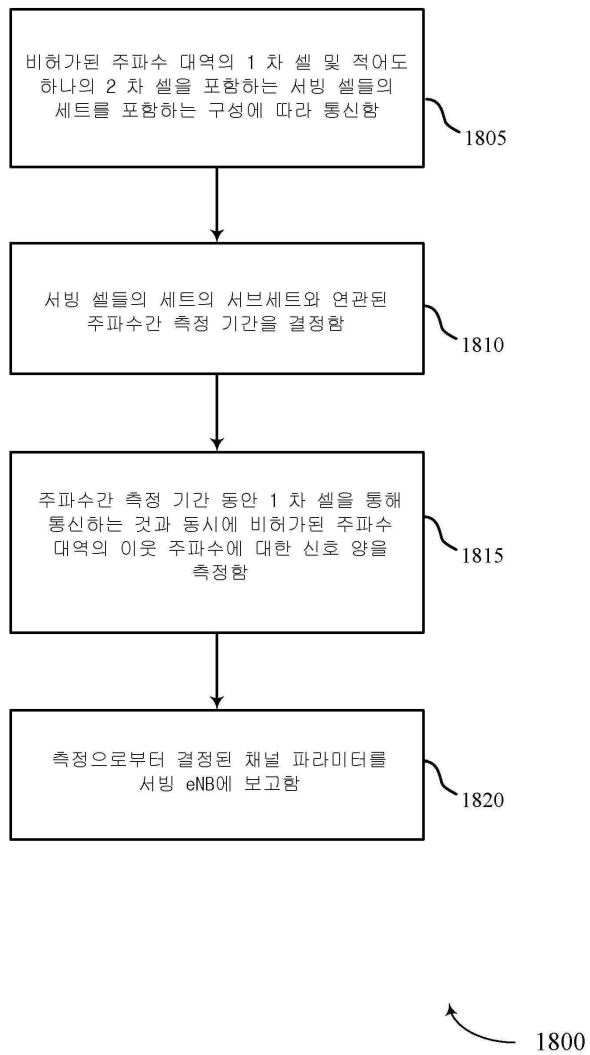 비허가된 주파수 대역의 1 차 셀 및 적어도
하나의 2 차 셀을 포함하는 서빙 셀들의
세트를 포함하는 구성에 따라 통신함
1805
서빙 셀들의 세트의 서브세트와 연관된
주파수간 측정 기간을 결정함
1810
주파수간 측정 기간 동안 1 차 셀을 통해
통신하는 것과 동시에 비허가된 주파수
대역의 이웃 주파수에 대한 신호 양을
측정함
1815
측정으로부터 결정된 채널 파라미터를
서빙 eNB에 보고함
1820
1800